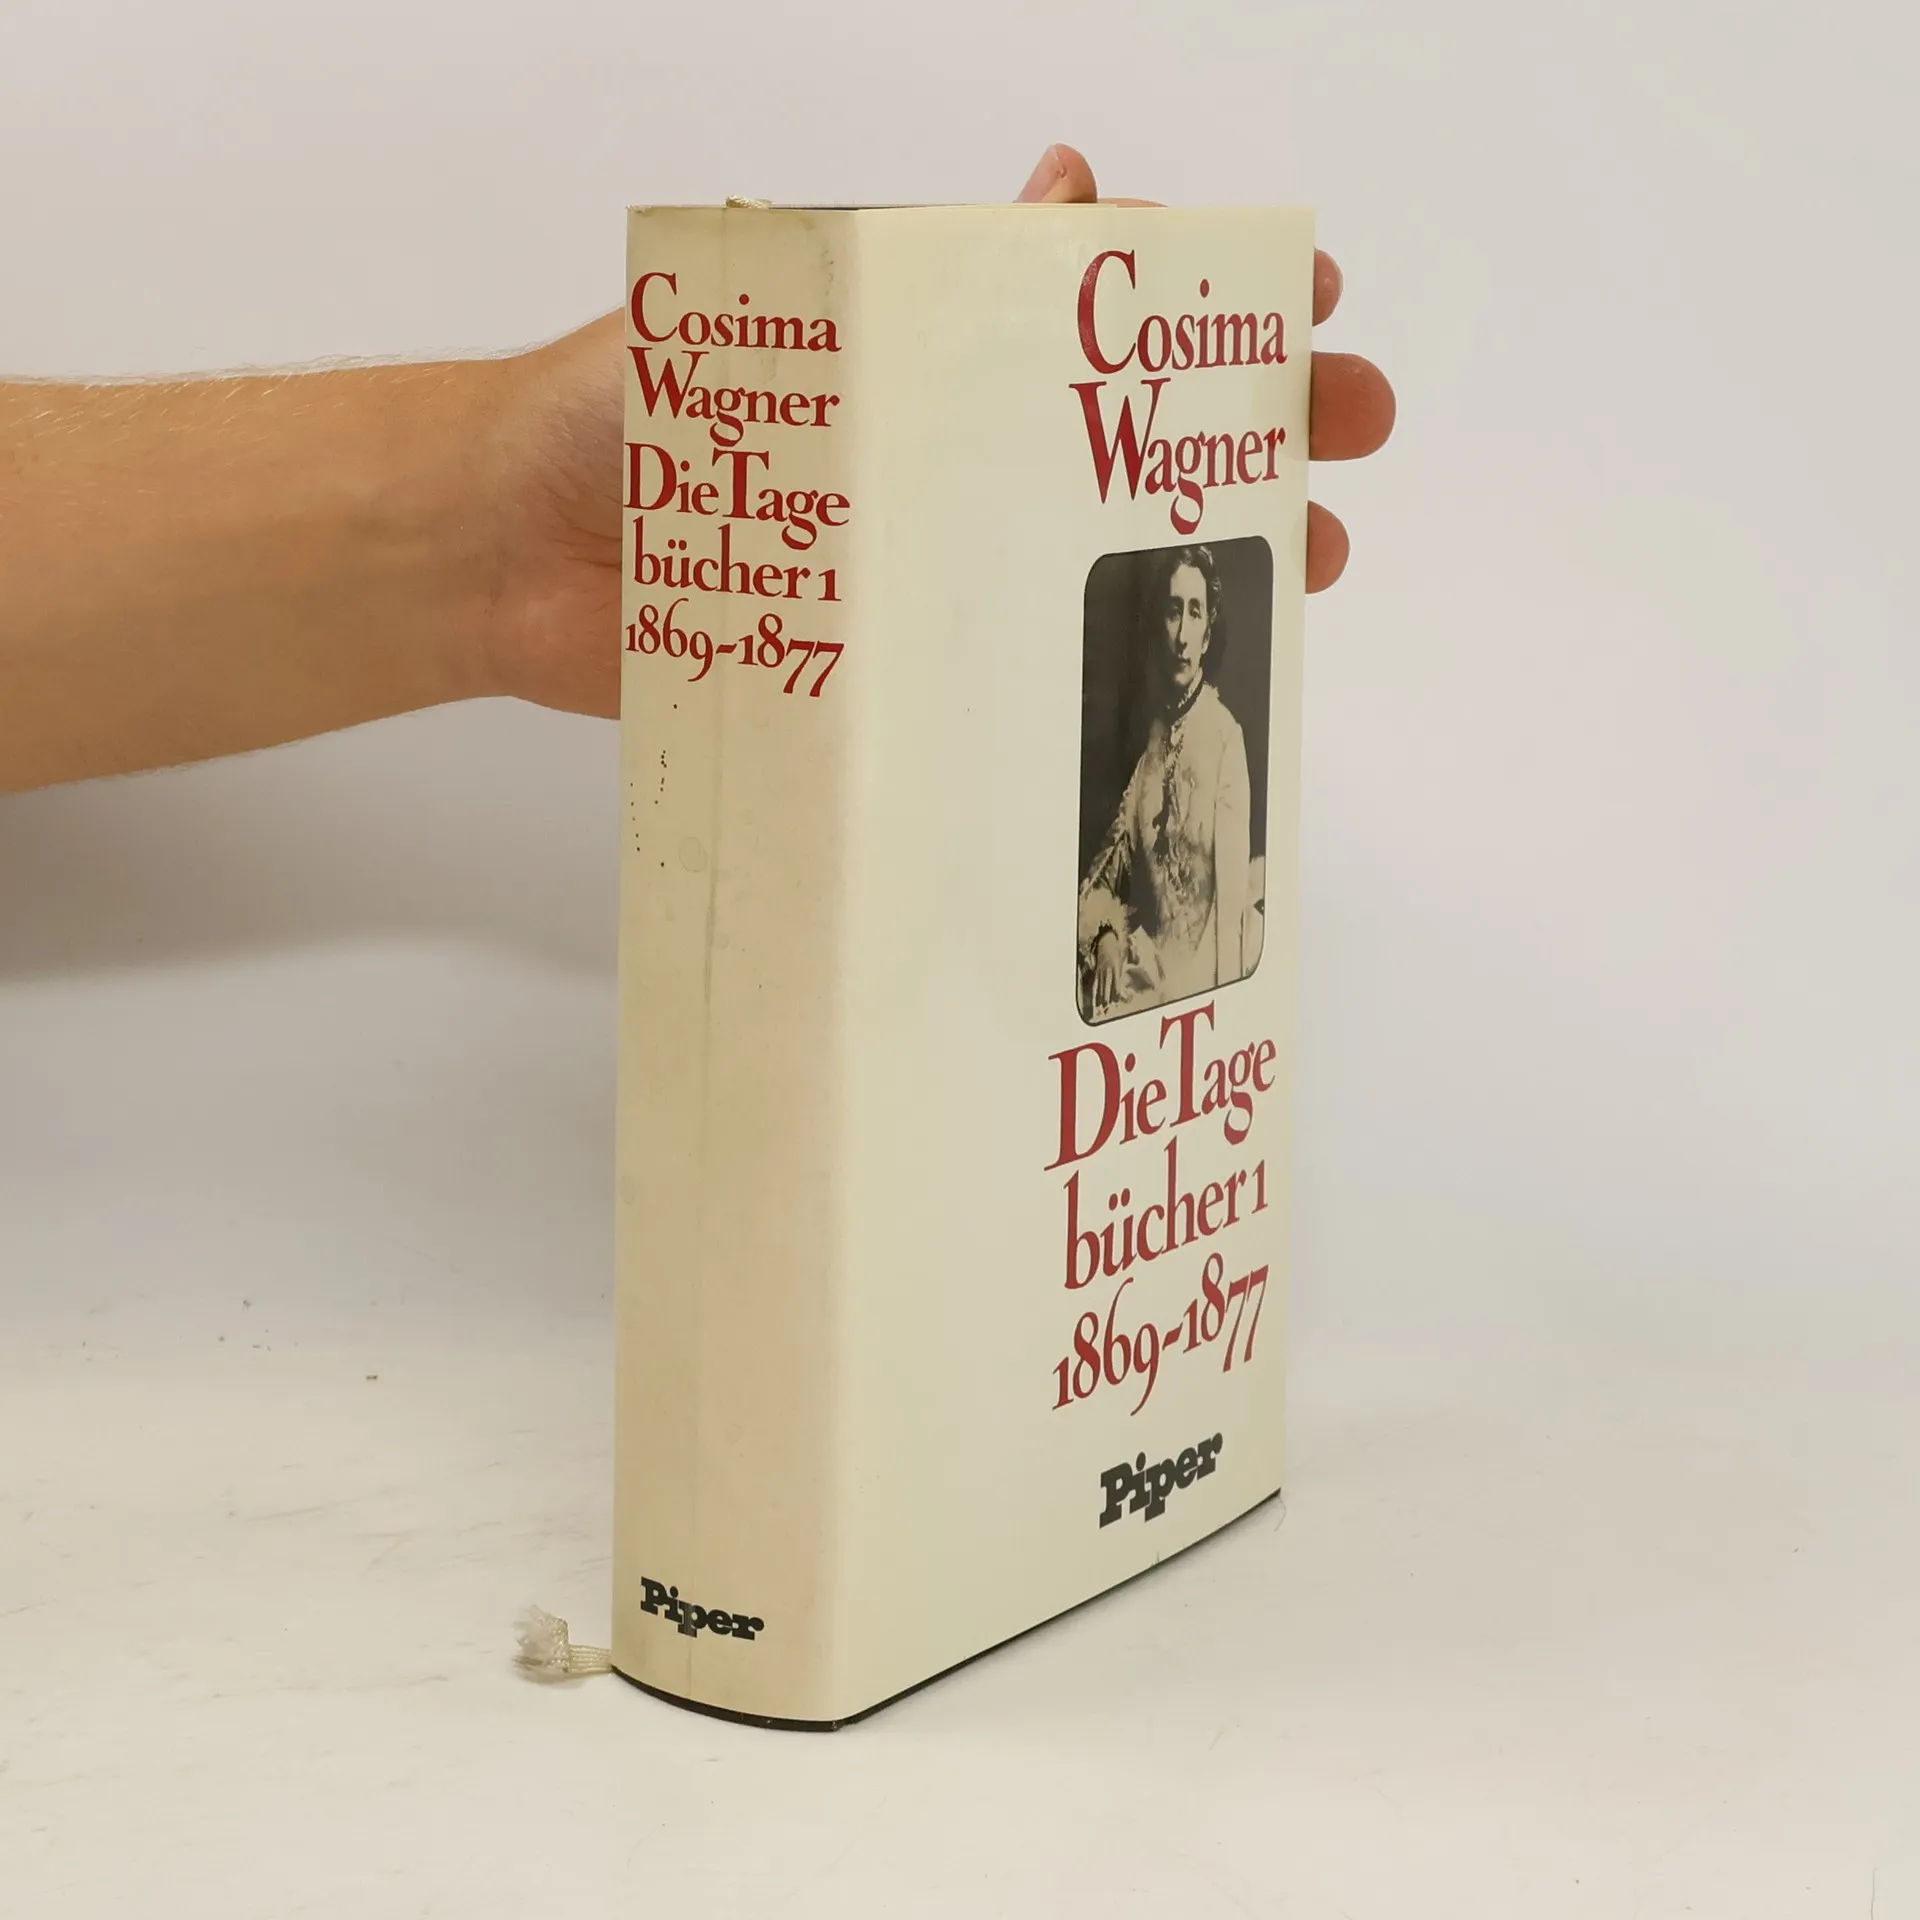 Cosima
Wagner
Die Tage
bücher 1
1869-1877
Piper
Cosima
Wagner
Die Tage
bücher 1
1869-1877
Piper